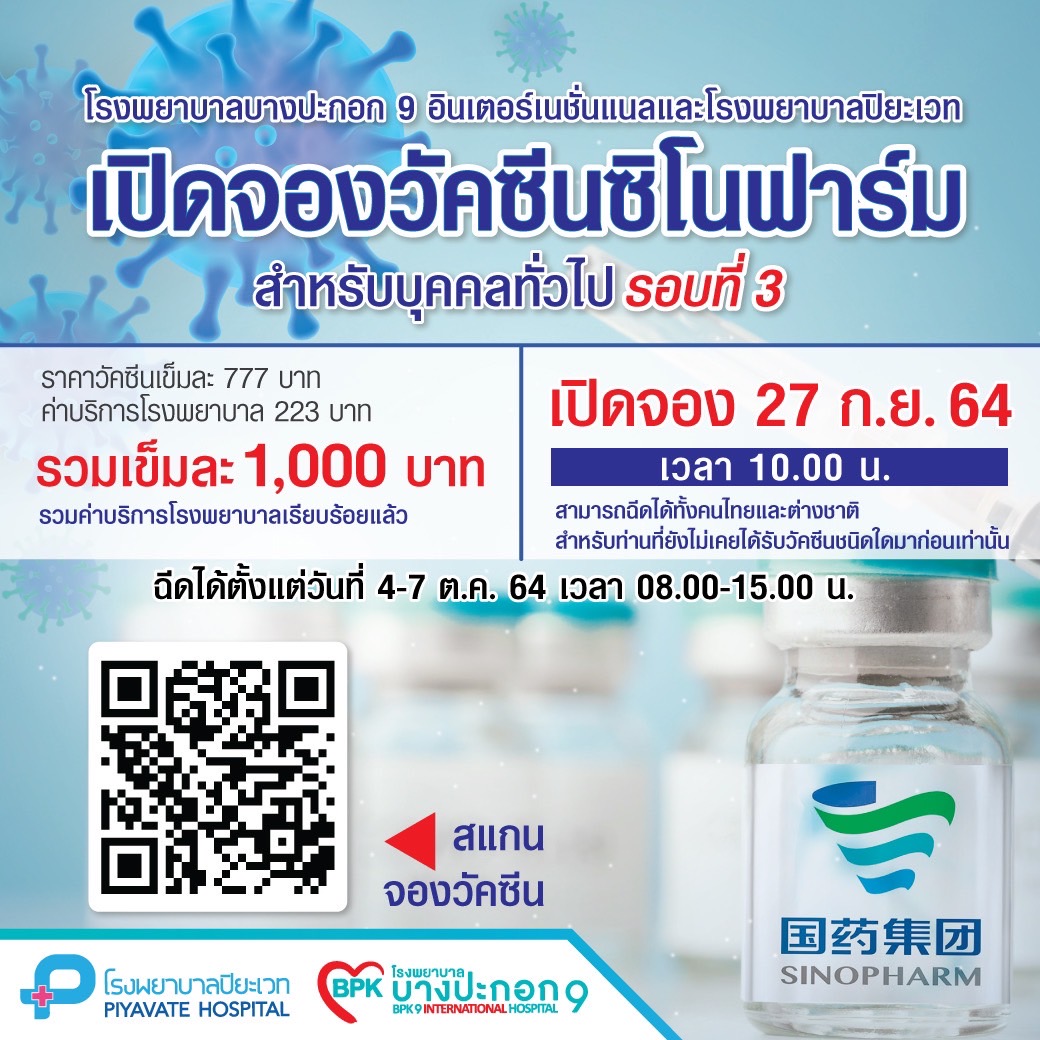 โรงพยาบาลบางปะกอก 9 อินเตอร์เนชั่นแนลและโรงพยาบาลปิยะเวท
เปิดจองวัคซีนซิโนฟาร์ม
สำหรับบุคคลทั่วไป รอบที่ 3
ราคาวัคซีนเข็มละ 777 บาท
ค่าบริการโรงพยาบาล 223 บาท
รวมเข็มละ 1,000 บาท
รวมค่าบริการโรงพยาบาลเรียบร้อยแล้ว
เปิดจอง 27 ก.ย. 64
เวลา 10.00 น.
สามารถฉีดได้ทั้งคนไทยและต่างชาติ
สำหรับท่านที่ยังไม่เคยได้รับวัคซีนชนิดใดมาก่อนเท่านั้น
ฉีดได้ตั้งแต่วันที่ 4-7 ต.ค. 64 เวลา 08.00-15.00 น.
สแกน
จองวัคซีน
国药集团
SINOPHARM
โรงพยาบาลปิยะเวท
PIYAVATE HOSPITAL
BPK
โรงพยาบาล
บางปะกอก 9
BPK 9 INTERNATIONAL HOSPITAL